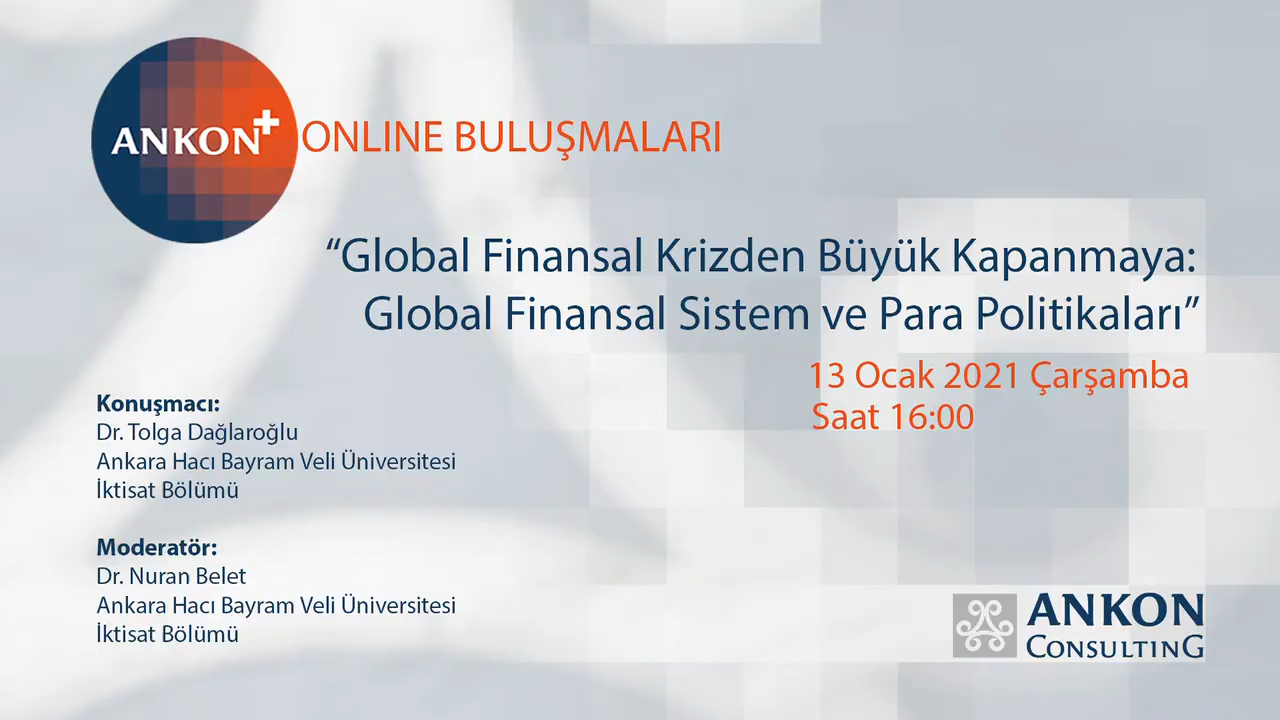 ANKON+
ONLINE BULUŞMALARI
“Global Finansal Krizden Büyük Kapanmaya:
Global Finansal Sistem ve Para Politikaları”
13 Ocak 2021 Çarşamba
Saat 16:00
Konuşmacı:
Dr. Tolga Dağlaroğlu
Ankara Hacı Bayram Veli Üniversitesi
İktisat Bölümü
Moderatör:
Dr. Nuran Belet
Ankara Hacı Bayram Veli Üniversitesi
İktisat Bölümü
ANKON
CONSULTING